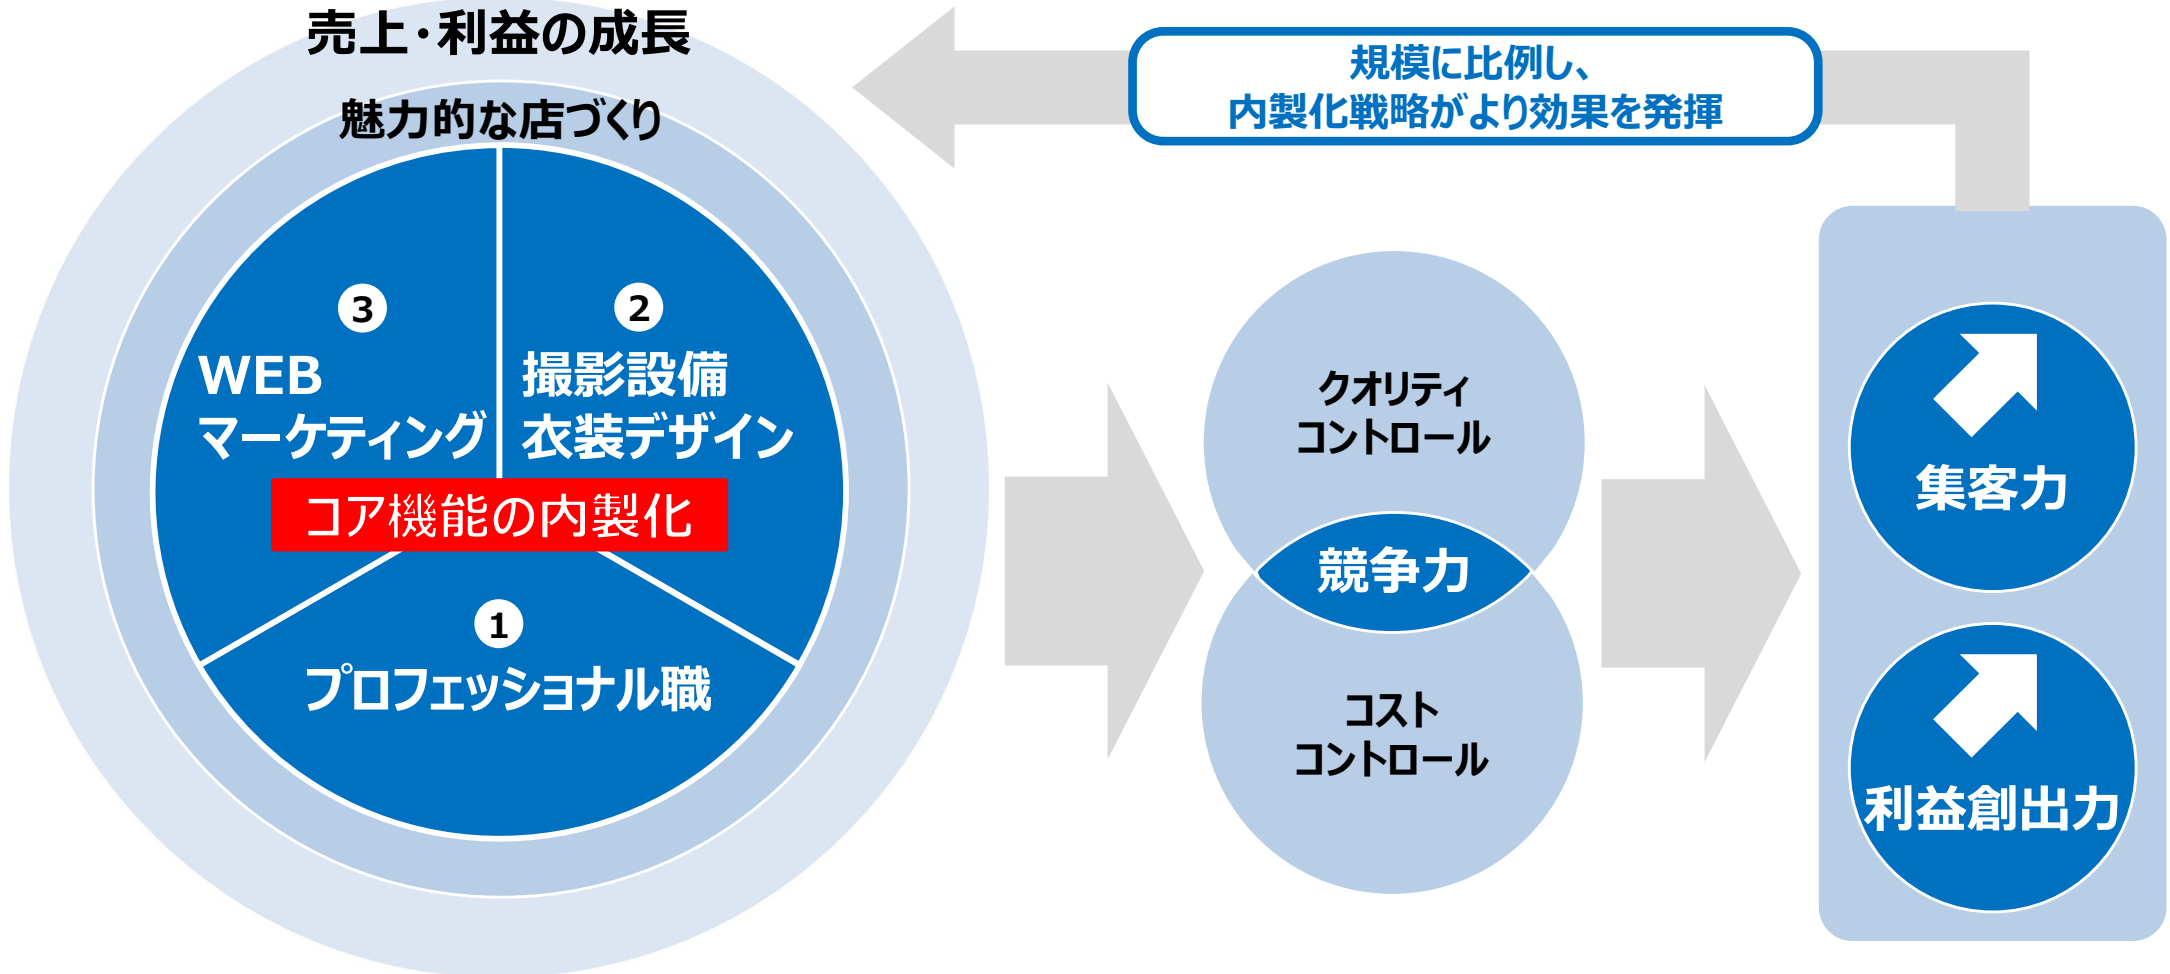 売上・利益の成長
魅力的な店づくり
3
WEB
マーケティング
2
撮影設備
衣装デザイン
コア機能の内製化
1
プロフェッショナル職
規模に比例し、
内製化戦略がより効果を発揮
クオリティ
コントロール
競争力
コスト
コントロール
集客力
利益創出力